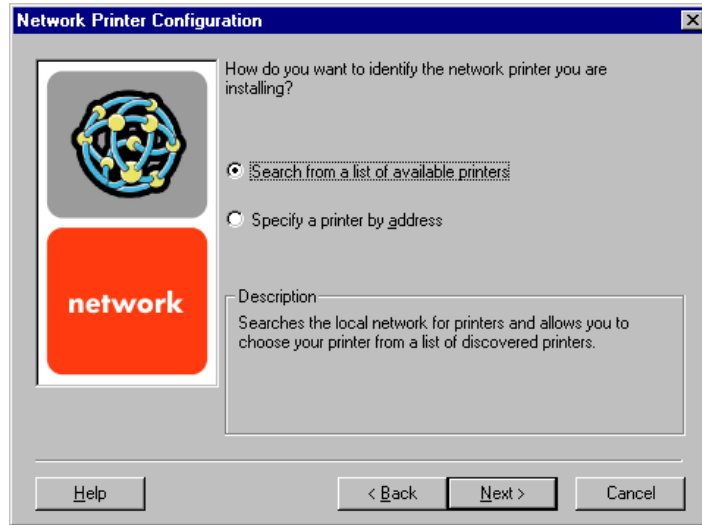 Network Printer Configuration
How do you want to identify the network printer you are
installing?
Search from a list of available printers
Specify a printer by address
network
Description
Searches the local network for printers and allows you to
choose your printer from a list of discovered printers.
Help
< Back
Next >
Cancel